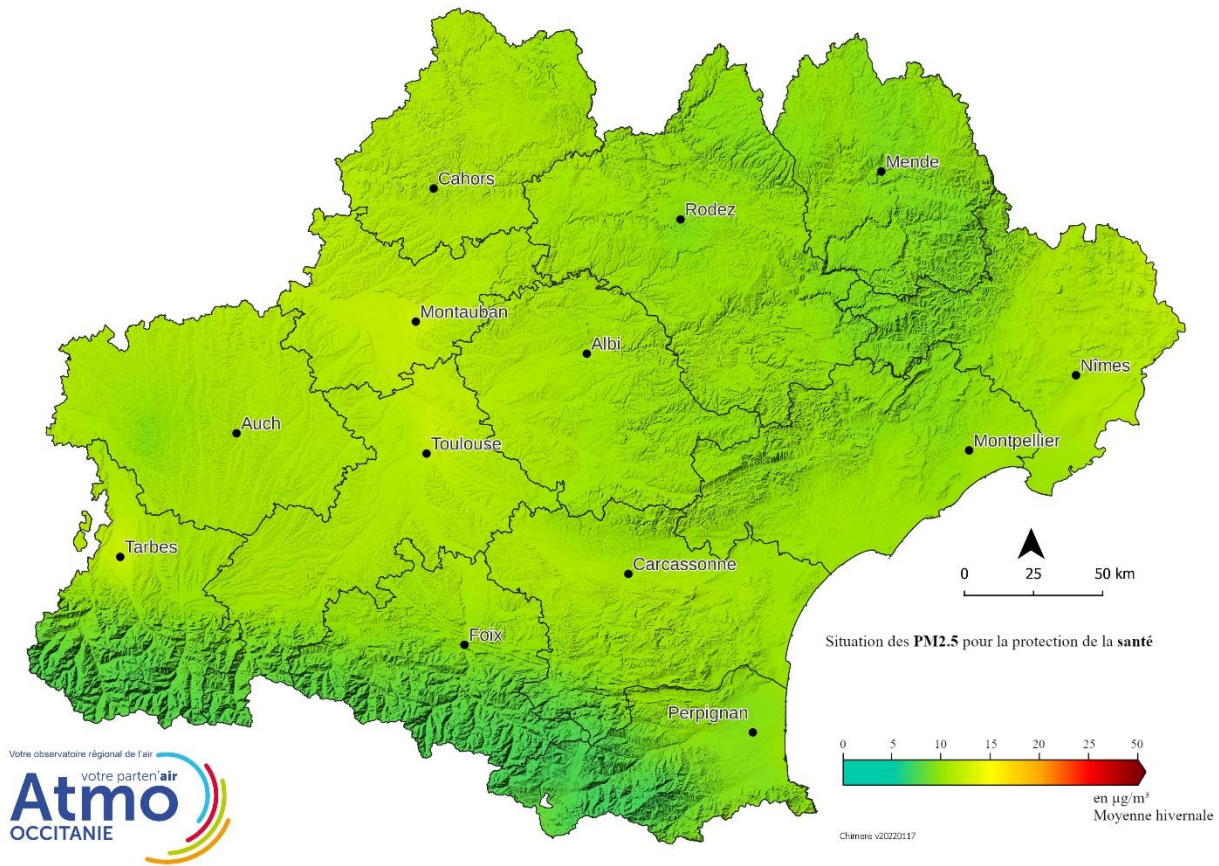 Cahors
Mende
Rodez
Montauban
Albi
Nîmes
Auch
Toulouse
Montpellier
Tarbes
Carcassonne
0 25 50 km
Foix
Situation des PM2.5 pour la protection de la santé
Perpignan
0 5 10 15 20 25 50
en µg/m³
Moyenne hivernale
Chimere v20220117
Votre observatoire régional de l'air
votre parten'air
Atmo
OCCITANIE